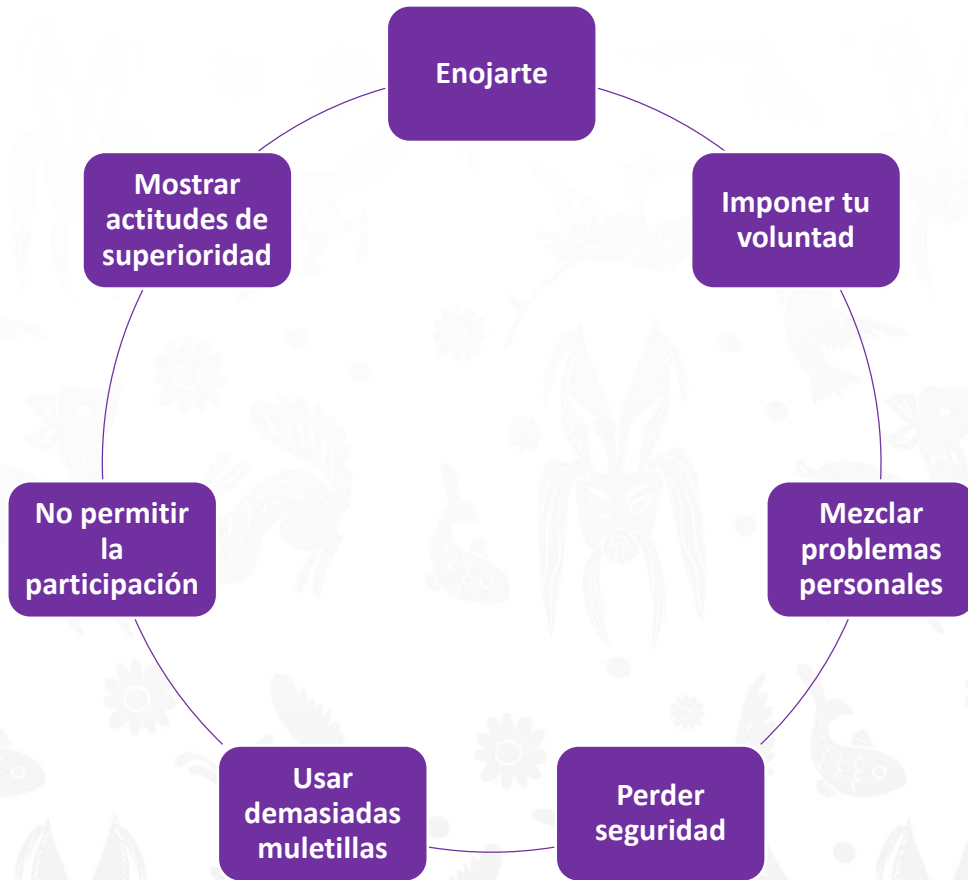 Enojarte
Imponer tu
voluntad
Mezclar
problemas
personales
Perder
seguridad
Usar
demasiadas
muletillas
No permitir
la
participación
Mostrar
actitudes de
superioridad